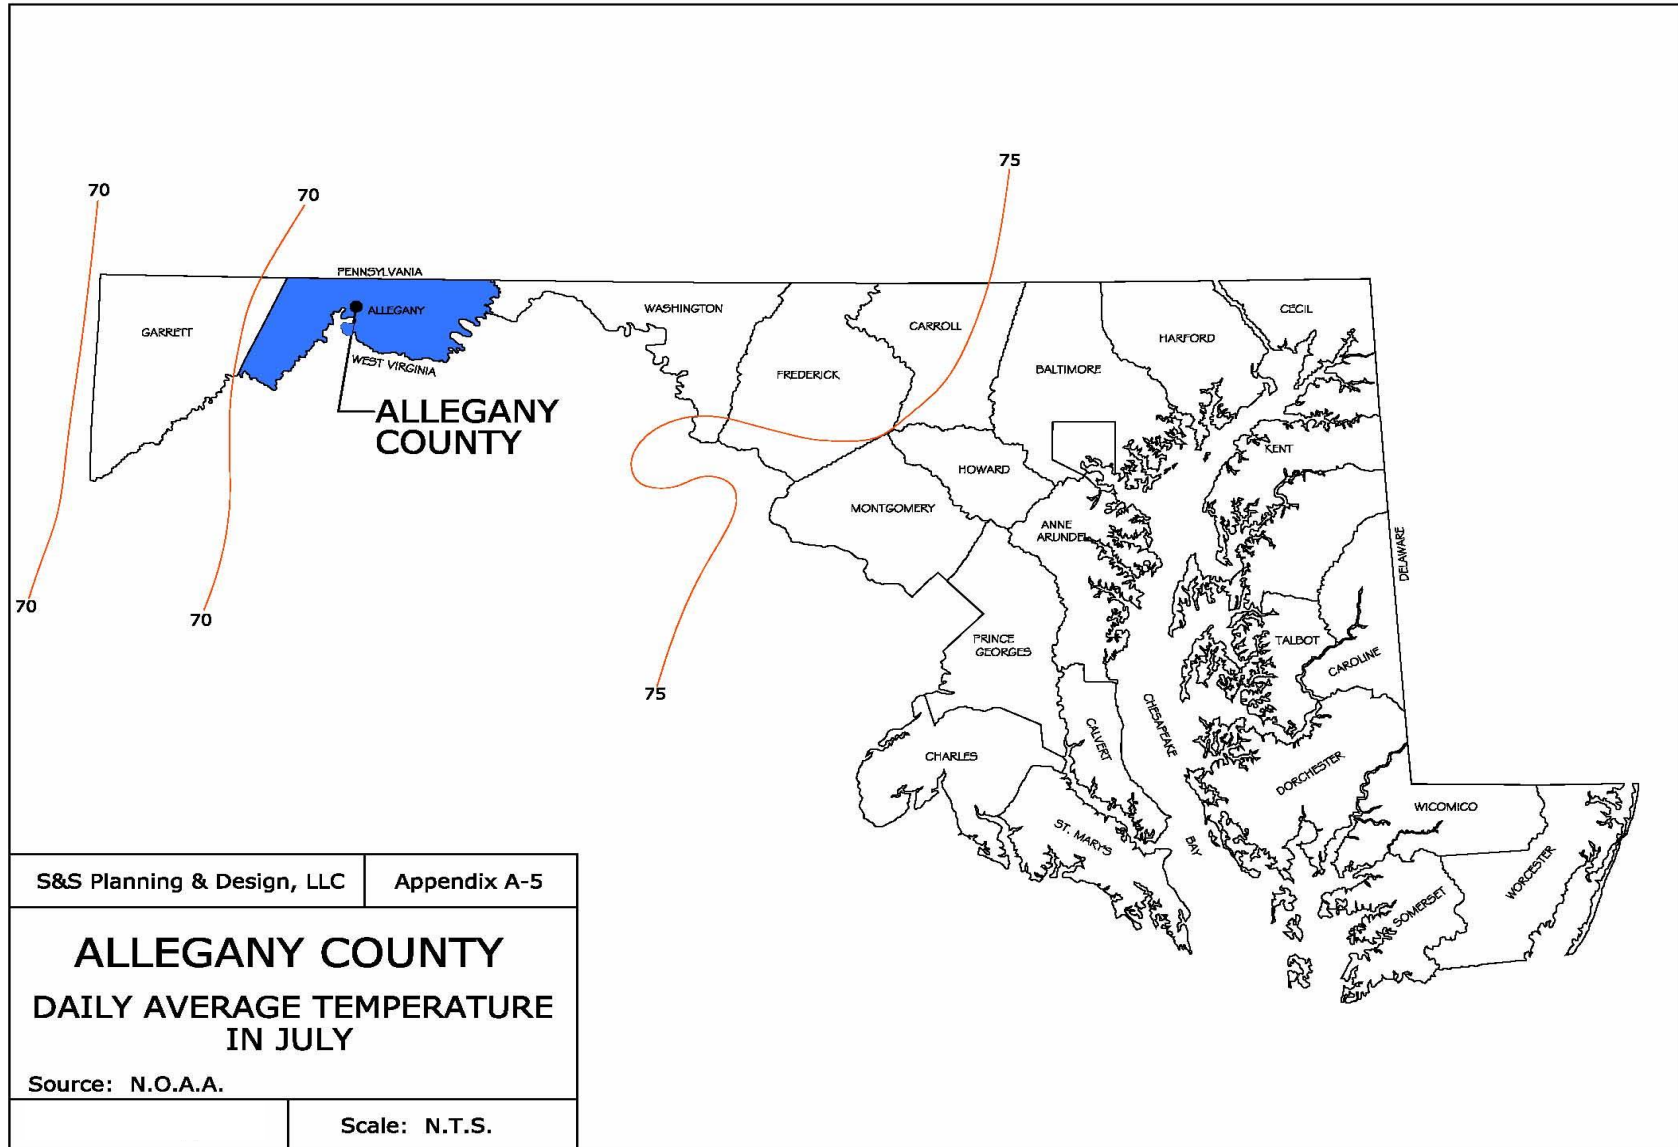 75
70
70
PENNSYLVANIA
ALLEGANY
WASHINGTON
CECIL
GARRETT
CARROLL
HARFORD
WEST VIRGINIA
FREDERICK
BALTIMORE
ALLEGANY
COUNTY
KENT
HOWARD
MONTGOMERY
ANNE
ARUNDEL
DELAWARE
70
70
PRINCE
GEORGES
TALBOT
CAROLINE
75
CHESAPEAKE
CALVERT
CHARLES
DORCHESTER
WICOMICO
ST. MARYS
BAY
WORCESTER
SOMERSET
S&S Planning & Design, LLC
Appendix A-5
ALLEGANY COUNTY
DAILY AVERAGE TEMPERATURE
IN JULY
Source: N.O.A.A.
Scale: N.T.S.